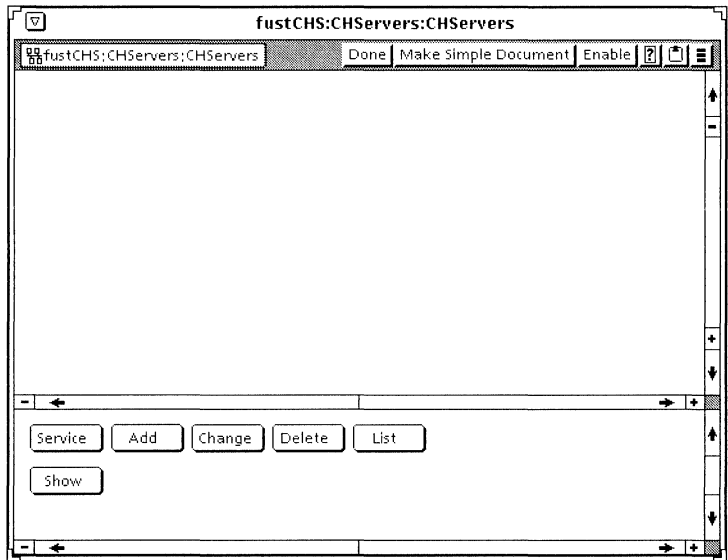 fustCHS:CHServers:CHServers
fustCHS:CHServers:CHServers Done Make Simple Document Enable ?
Service Add Change Delete List
Show